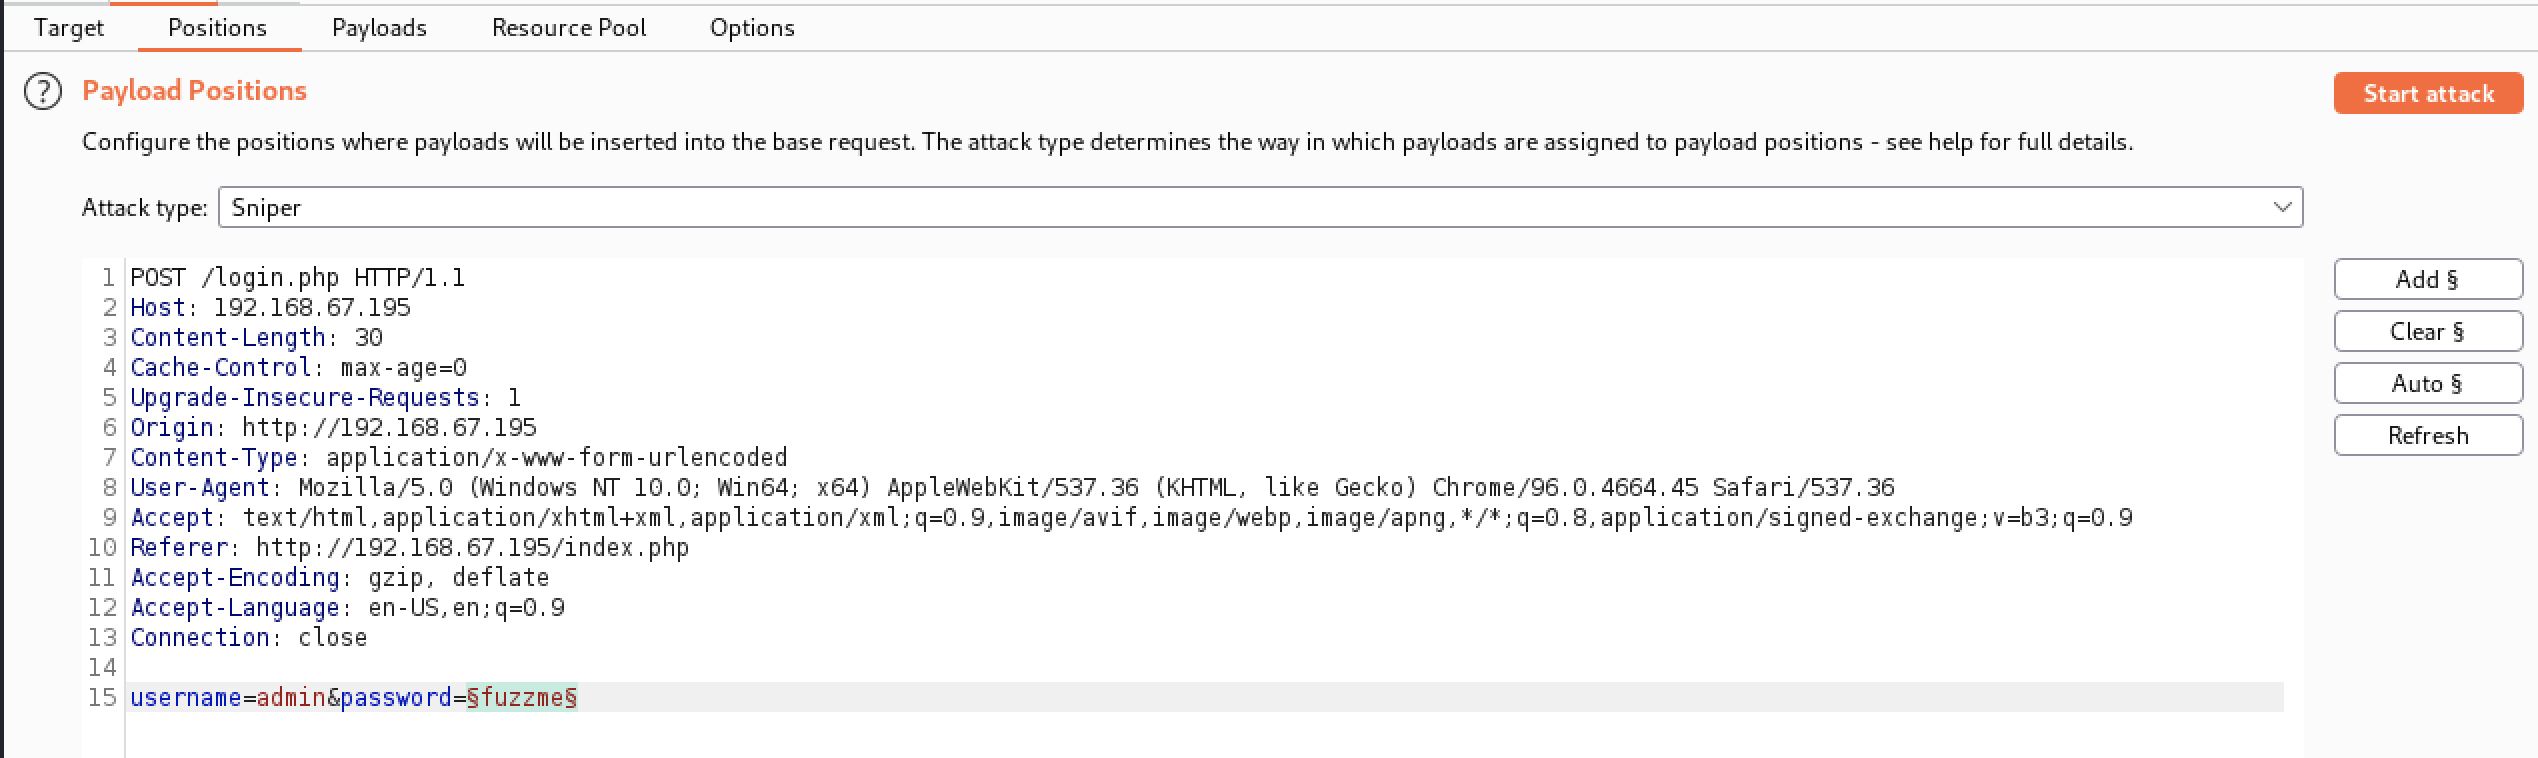 Target Positions Payloads Resource Pool Options
? Payload Positions Start attack
Configure the positions where payloads will be inserted into the base request. The attack type determines the way in which payloads are assigned to payload positions - see help for full details.
Attack type: Sniper
1 POST /login.php HTTP/1.1
2 Host: 192.168.67.195
3 Content-Length: 30
4 Cache-Control: max-age=0
5 Upgrade-Insecure-Requests: 1
6 Origin: http://192.168.67.195
7 Content-Type: application/x-www-form-urlencoded
8 User-Agent: Mozilla/5.0 (Windows NT 10.0; Win64; x64) AppleWebKit/537.36 (KHTML, like Gecko) Chrome/96.0.4664.45 Safari/537.36
9 Accept: text/html,application/xhtml+xml,application/xml;q=0.9,image/avif,image/webp,image/apng,*/*;q=0.8,application/signed-exchange;v=b3;q=0.9
10 Referer: http://192.168.67.195/index.php
11 Accept-Encoding: gzip, deflate
12 Accept-Language: en-US,en;q=0.9
13 Connection: close
14
15 username=admin&password=§fuzzme§
Add §
Clear §
Auto §
Refresh